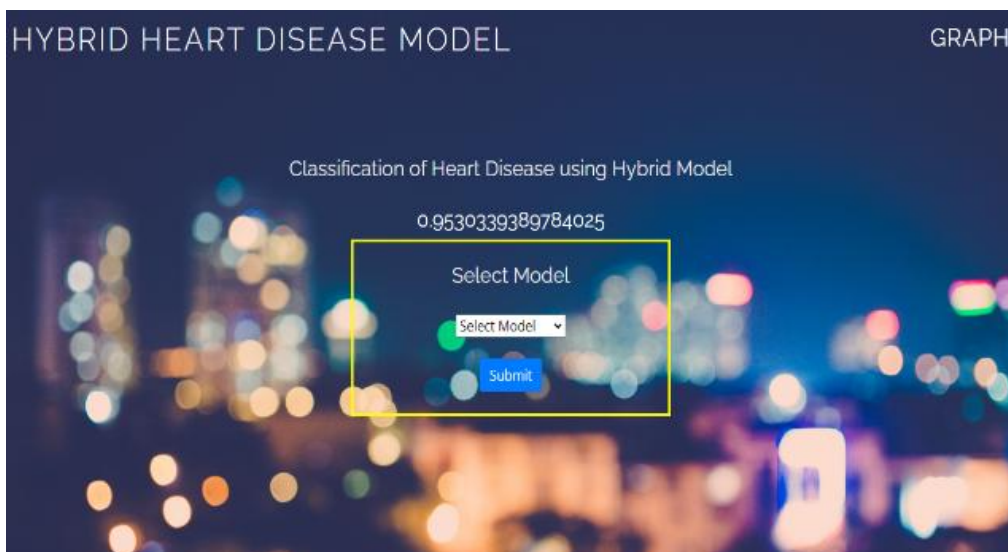 HYBRID HEART DISEASE MODEL GRAPH
Classification of Heart Disease using Hybrid Model
0.9530339389784025
Select Model
Select Model
Submit